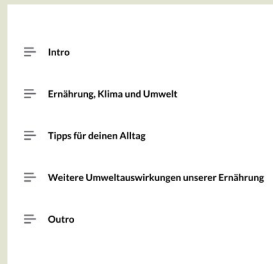 Intro
Ernährung, Klima und Umwelt
Tipps für deinen Alltag
Weitere Umweltauswirkungen unserer Ernährung
Outro